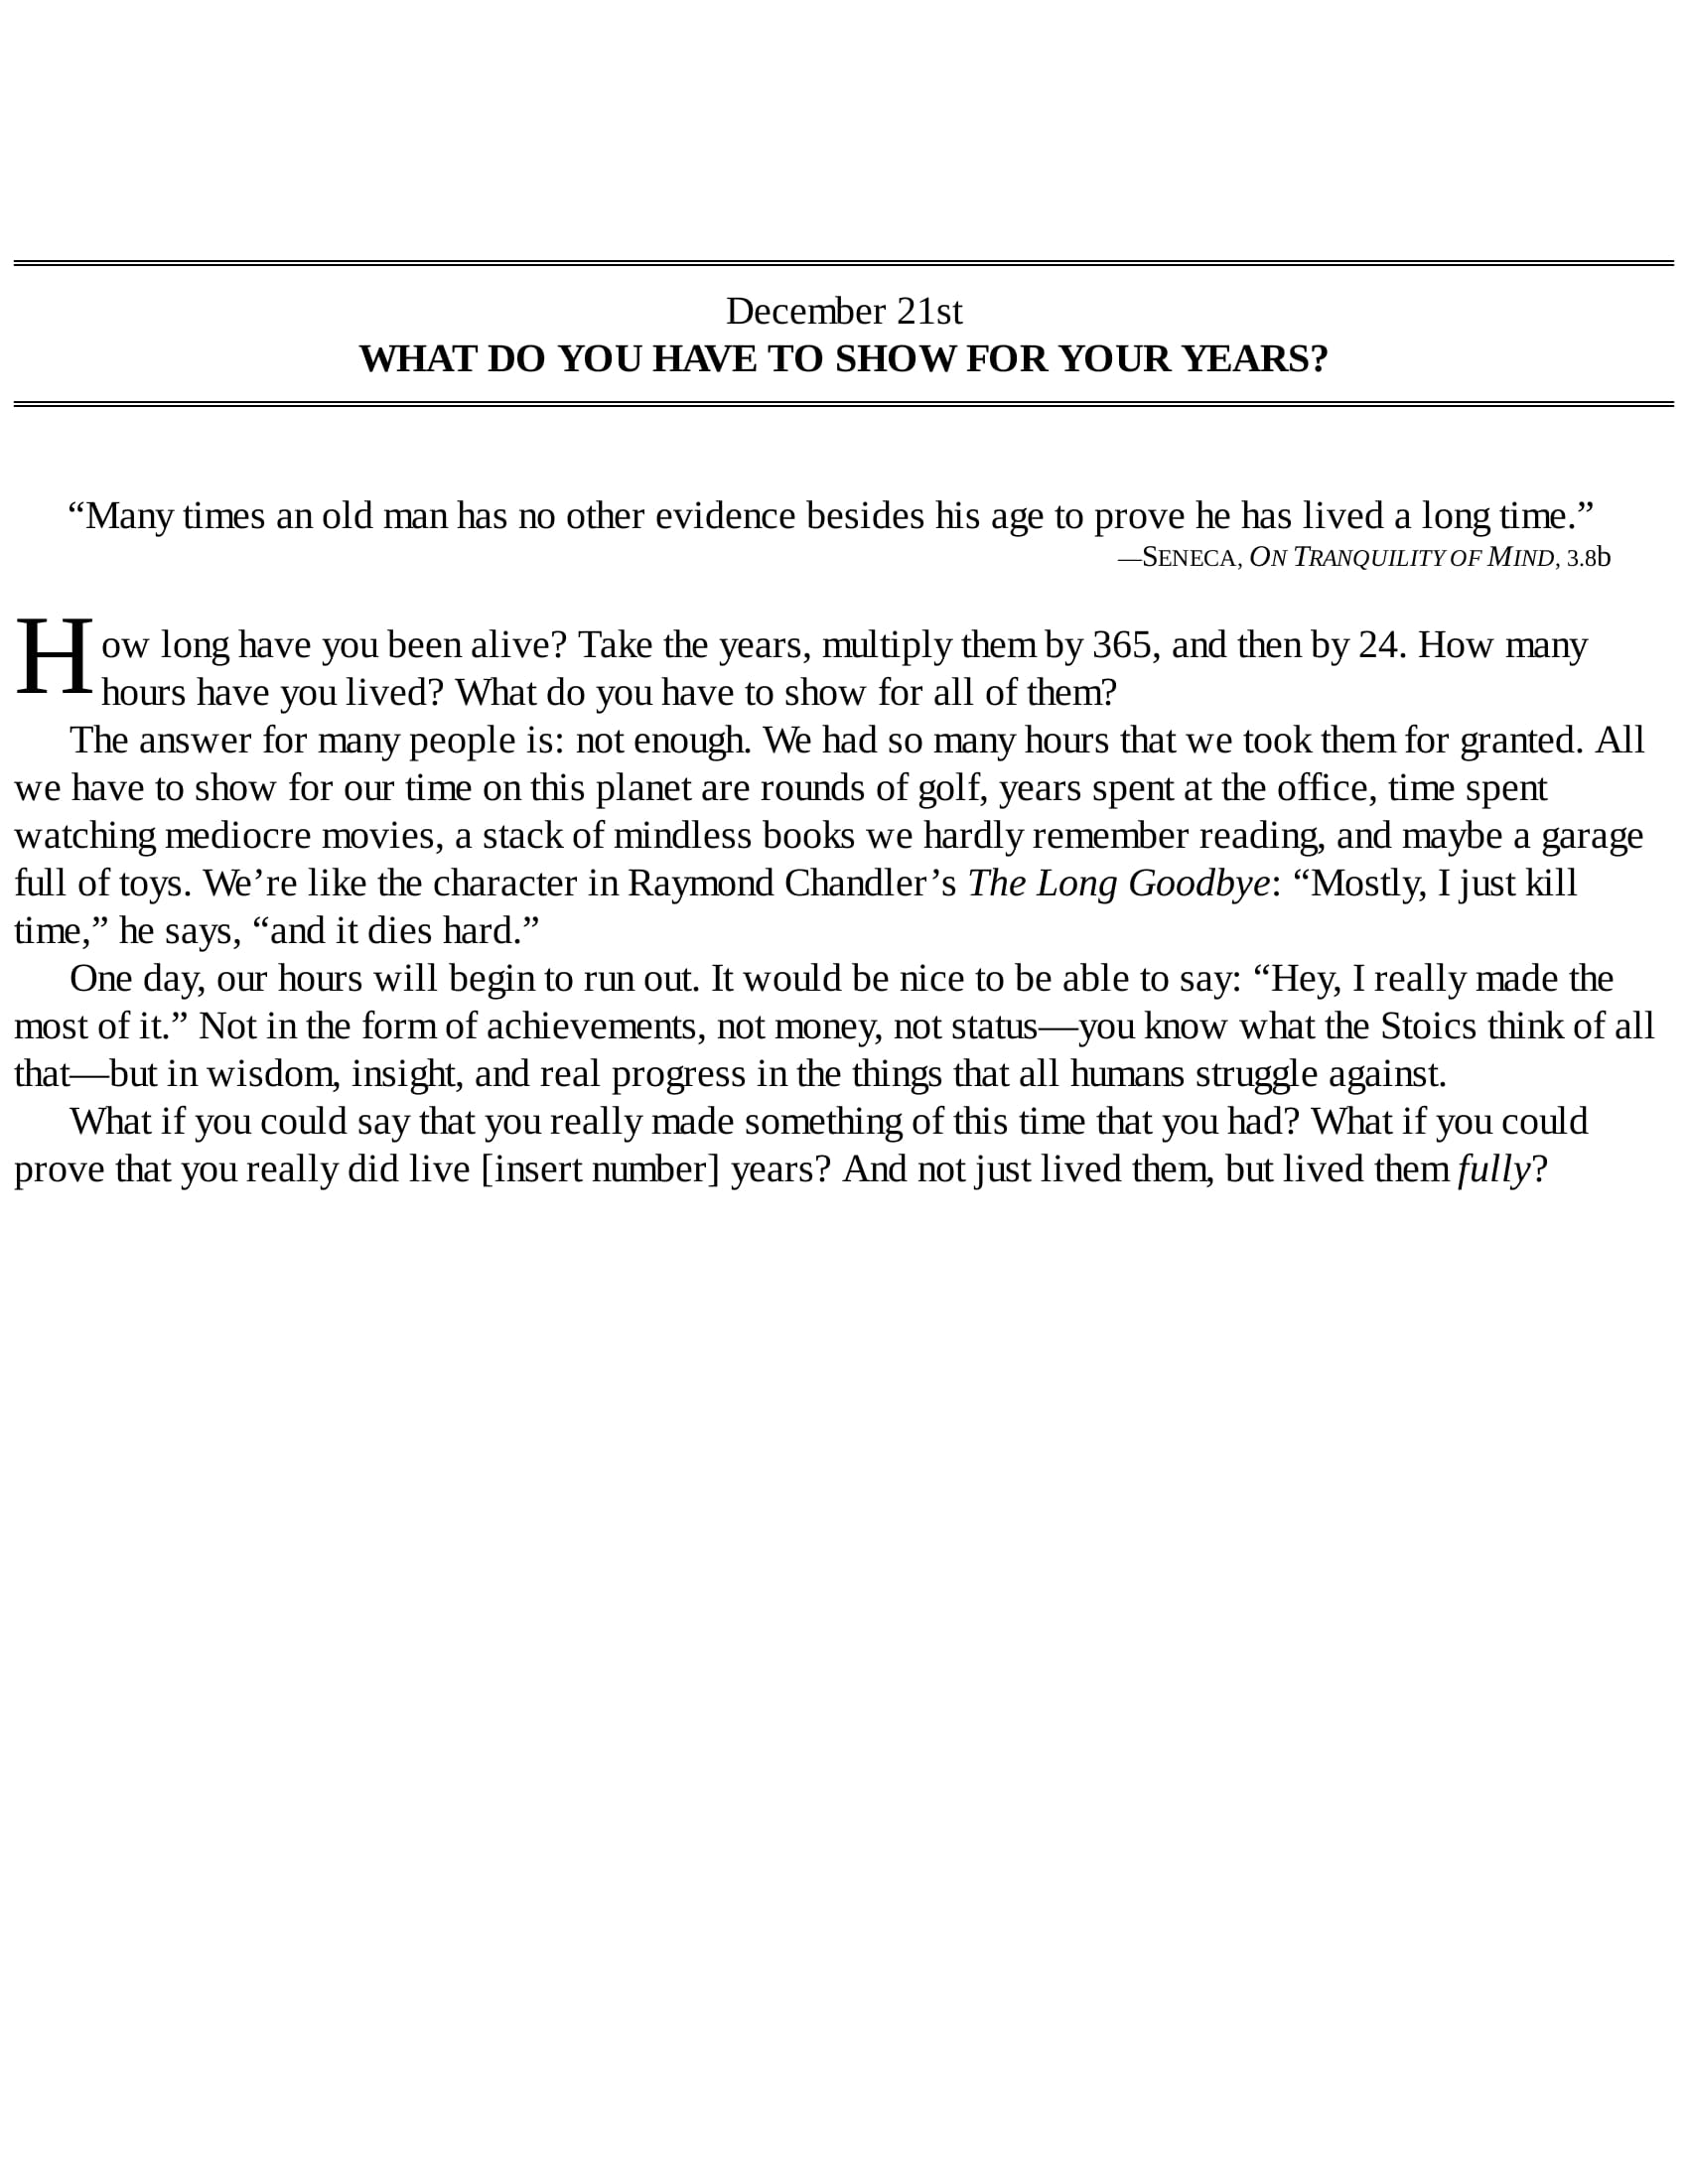 December 21st
WHAT DO YOU HAVE TO SHOW FOR YOUR YEARS?
“Many times an old man has no other evidence besides his age to prove he has lived a long time.”
—SENECA, ON TRANQUILITY OF MIND, 3.8b
How long have you been alive? Take the years, multiply them by 365, and then by 24. How many
hours have you lived? What do you have to show for all of them?
The answer for many people is: not enough. We had so many hours that we took them for granted. All
we have to show for our time on this planet are rounds of golf, years spent at the office, time spent
watching mediocre movies, a stack of mindless books we hardly remember reading, and maybe a garage
full of toys. We’re like the character in Raymond Chandler’s The Long Goodbye: “Mostly, I just kill
time,” he says, “and it dies hard.”
One day, our hours will begin to run out. It would be nice to be able to say: “Hey, I really made the
most of it.” Not in the form of achievements, not money, not status—you know what the Stoics think of all
that—but in wisdom, insight, and real progress in the things that all humans struggle against.
What if you could say that you really made something of this time that you had? What if you could
prove that you really did live [insert number] years? And not just lived them, but lived them fully?